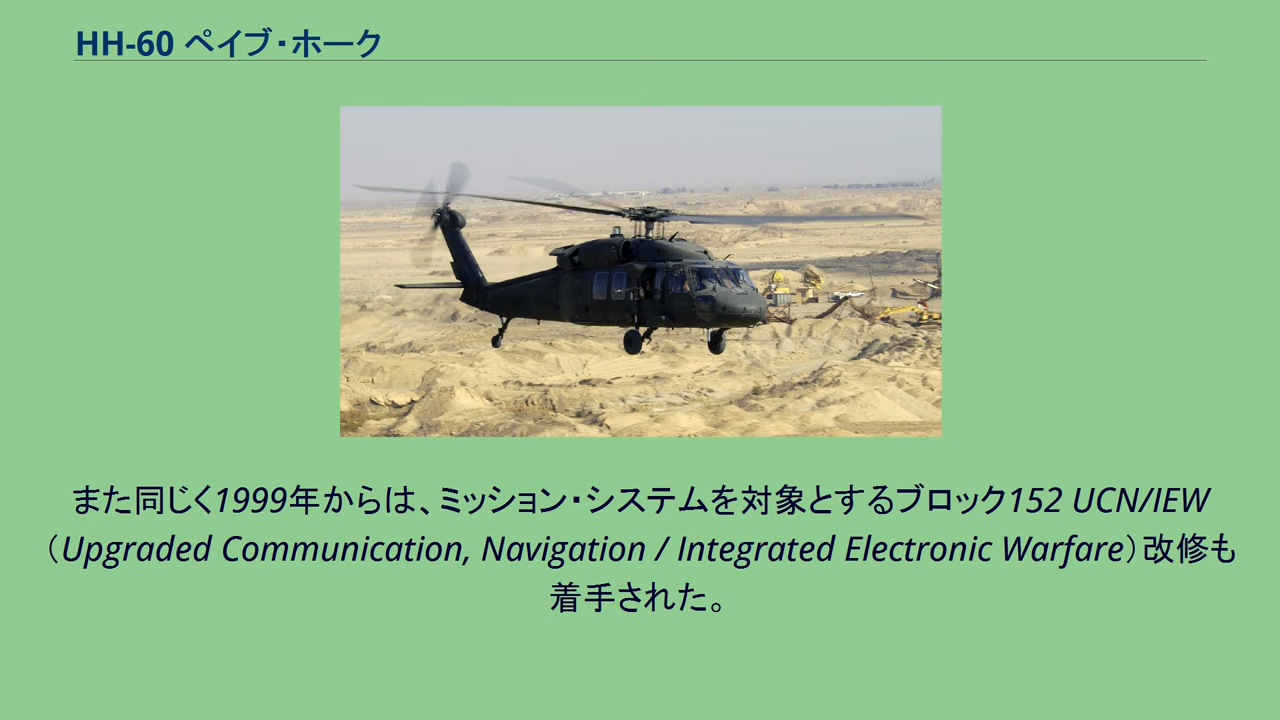 HH-60 ペイブ・ホーク
また同じく1999年からは、ミッション・システムを対象とするブロック152 UCN/IEW
（Upgraded Communication, Navigation / Integrated Electronic Warfare）改修も
着手された。